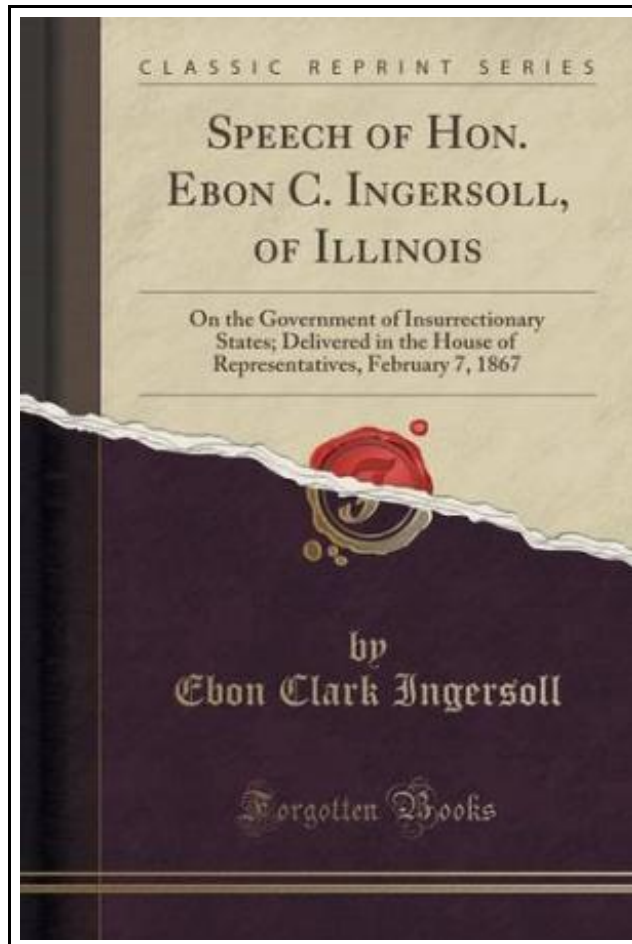 CLASSIC REPRINT SERIES
SPEECH OF HON.
EBON C. INGERSOLL,
OF ILLINOIS
On the Government of Insurrectionary
States; Delivered in the House of
Representatives, February 7, 1867
by
Ebon Clark Ingersoll
Forgotten Books